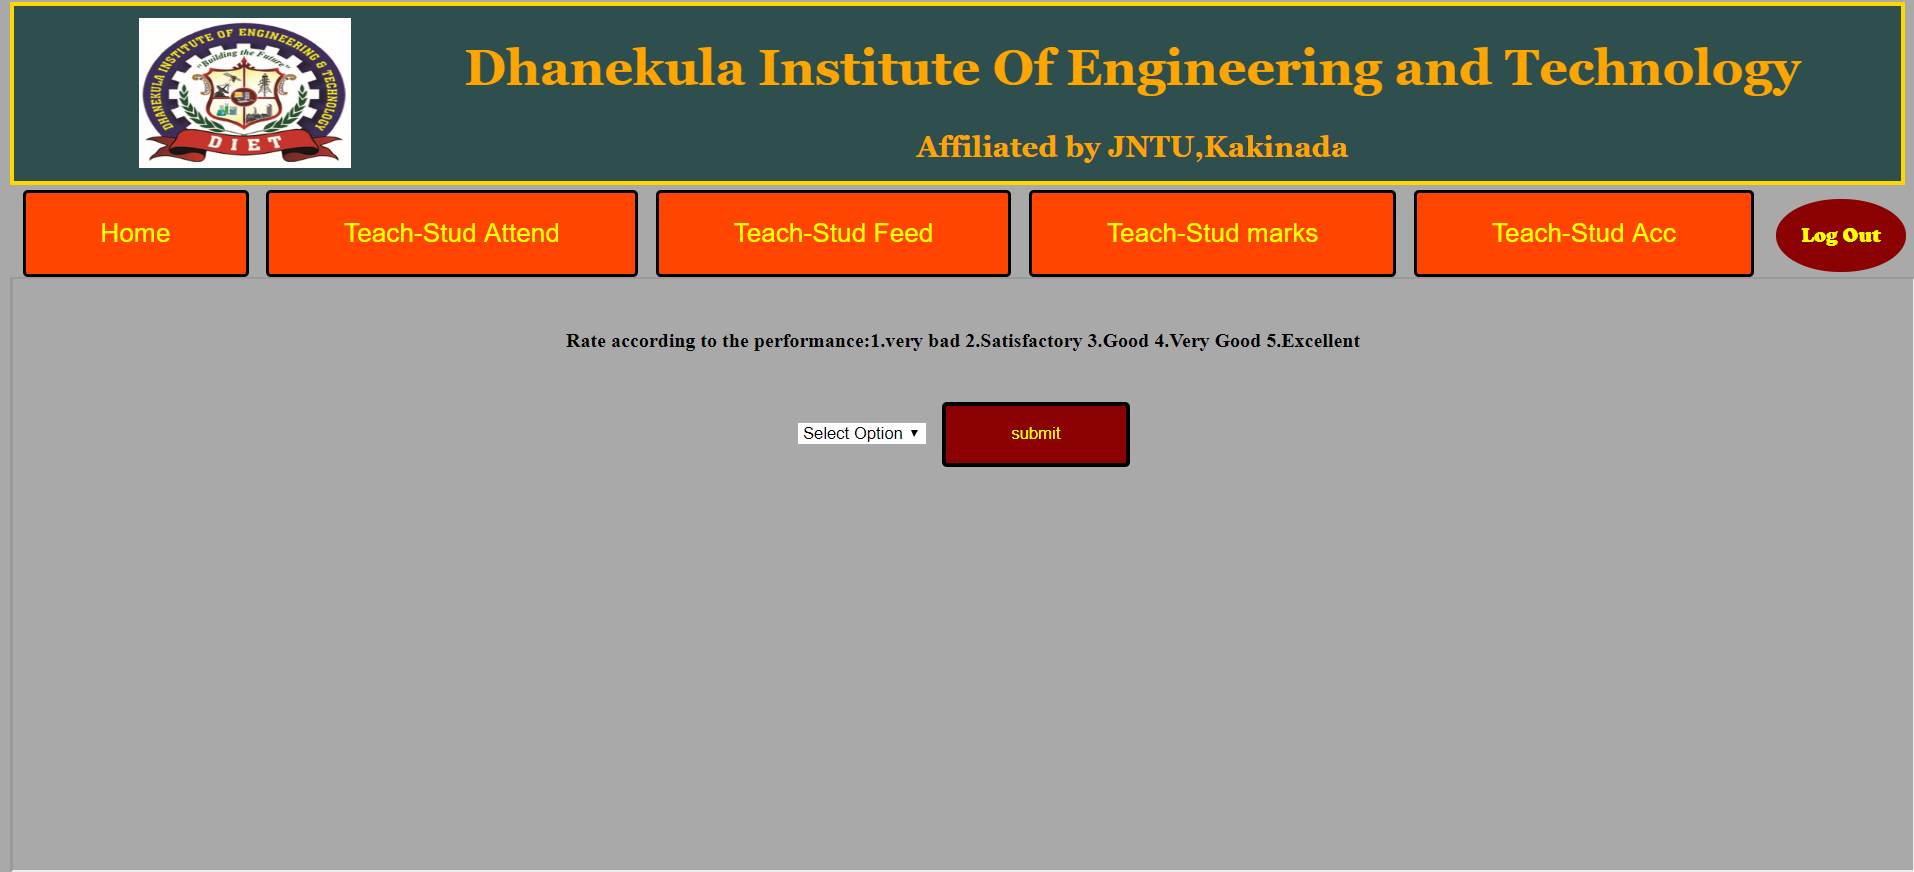 DHANEKULA INSTITUTE OF ENGINEERING & TECHNOLOGY
"Building the Future"
DIET
Dhanekula Institute Of Engineering and Technology
Affiliated by JNTU,Kakinada
Home
Teach-Stud Attend
Teach-Stud Feed
Teach-Stud marks
Teach-Stud Acc
Log Out
Rate according to the performance:1.very bad 2.Satisfactory 3.Good 4.Very Good 5.Excellent
Select Option
submit